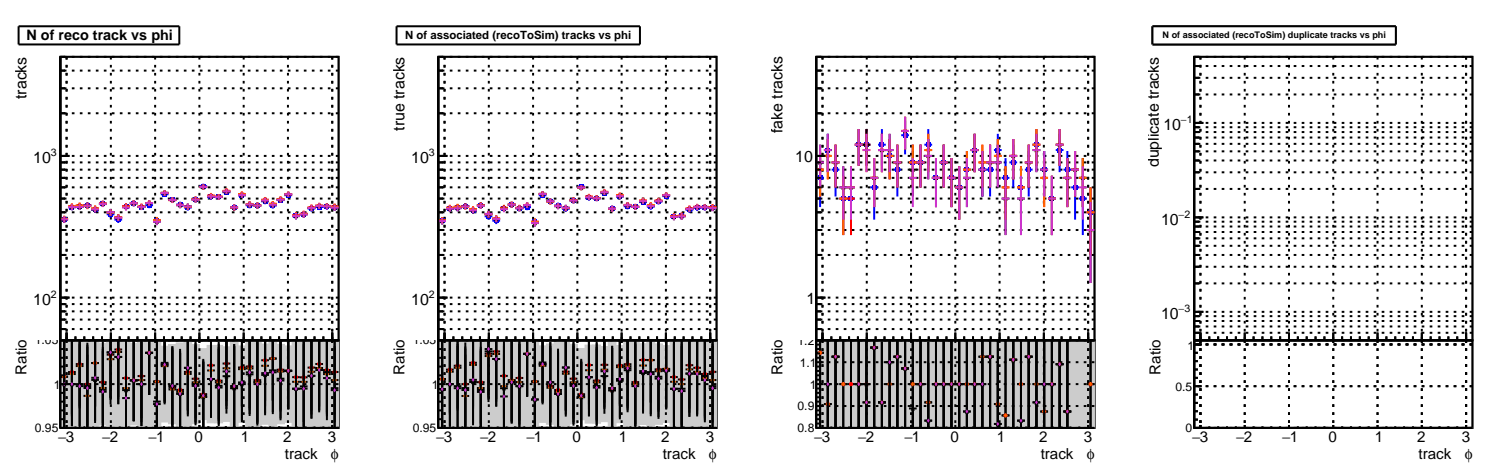 N of reco track vs phi
tracks
10³
10²
Ratio
1
0.95
−3 −2 −1 0 1 2 3
track φ
N of associated (recoToSim) tracks vs phi
true tracks
10³
10²
Ratio
1
0.95
−3 −2 −1 0 1 2 3
track φ
fake tracks
10
1
Ratio
1.2
1.1
1
0.9
0.8
−3 −2 −1 0 1 2 3
track φ
N of associated (recoToSim) duplicate tracks vs phi
duplicate tracks
10⁻¹
10⁻²
10⁻³
Ratio
1
0.5
0
−3 −2 −1 0 1 2 3
track φ